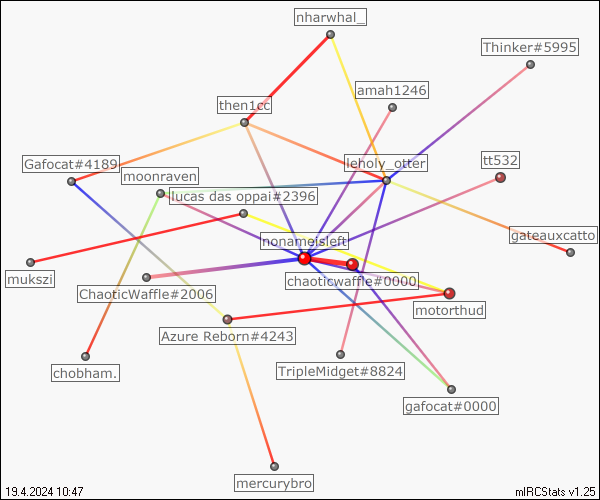 nharwhal_
Thinker#5995
amah1246
then1cc
Gafocat#4189
leholy_otter
tt532
moonraven
lucas das oppai#2396
nonameisleft
gateauxcatto
mukszi
chaoticwaffle#0000
ChaoticWaffle#2006
motorthud
Azure Reborn#4243
chobham.
TripleMidget#8824
gafocat#0000
mercurybro
19.4.2024 10:47
mIRCStats v1.25